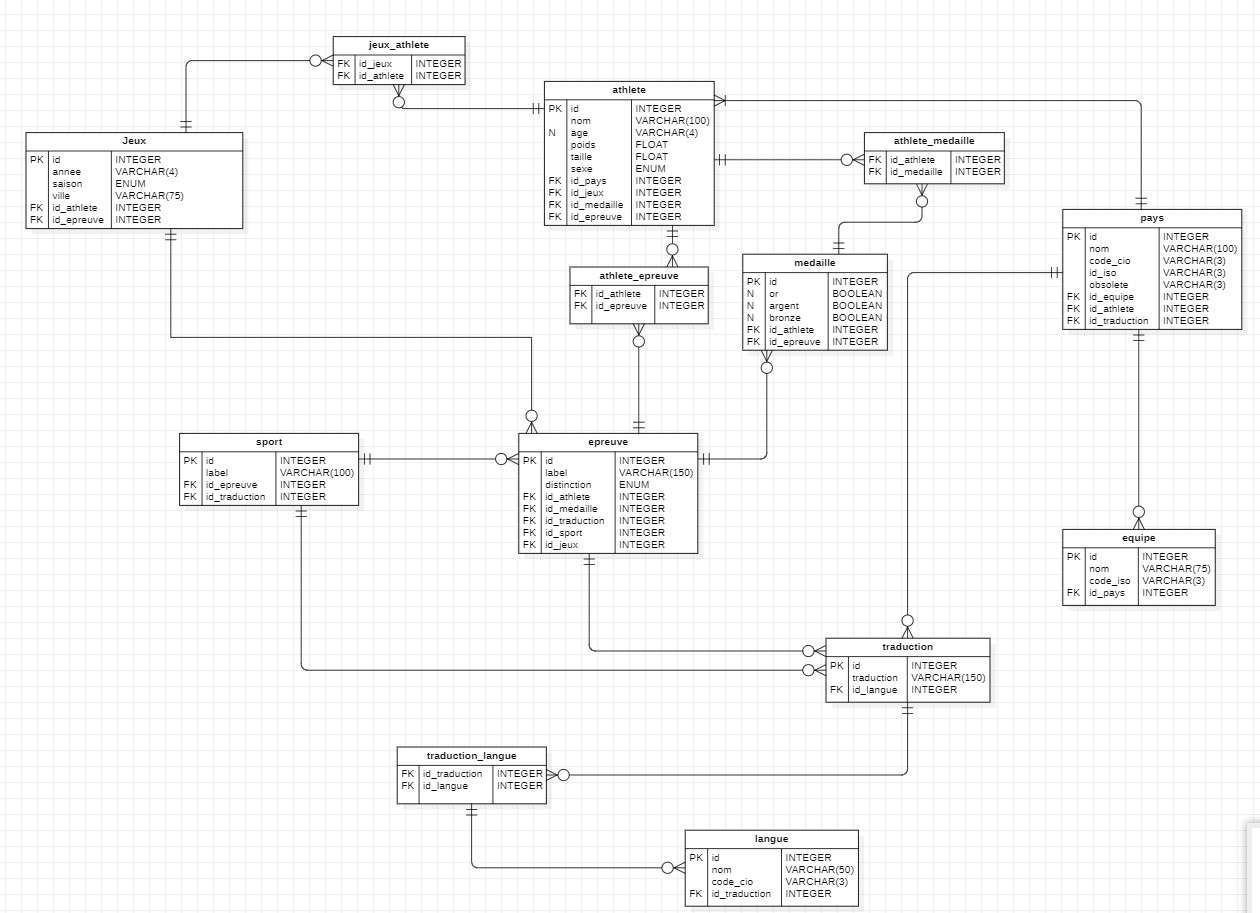 jeux_athlete
FK id_jeux INTEGER
FK id_athlete INTEGER
athlete
PK id INTEGER
nom VARCHAR(100)
N age VARCHAR(4)
poids FLOAT
taille FLOAT
sexe ENUM
FK id_pays INTEGER
FK id_jeux INTEGER
FK id_medaille INTEGER
FK id_epreuve INTEGER
Jeux
PK id INTEGER
annee VARCHAR(4)
saison ENUM
ville VARCHAR(75)
FK id_athlete INTEGER
FK id_epreuve INTEGER
athlete_medaille
FK id_athlete INTEGER
FK id_medaille INTEGER
pays
PK id INTEGER
nom VARCHAR(100)
code_cio VARCHAR(3)
id_iso VARCHAR(3)
obsolete VARCHAR(3)
FK id_equipe INTEGER
FK id_athlete INTEGER
FK id_traduction INTEGER
athlete_epreuve
FK id_athlete INTEGER
FK id_epreuve INTEGER
medaille
PK id INTEGER
N or BOOLEAN
N argent BOOLEAN
N bronze BOOLEAN
FK id_athlete INTEGER
FK id_epreuve INTEGER
sport
PK id INTEGER
label VARCHAR(100)
FK id_epreuve INTEGER
FK id_traduction INTEGER
epreuve
PK id INTEGER
label VARCHAR(150)
distinction ENUM
FK id_athlete INTEGER
FK id_medaille INTEGER
FK id_traduction INTEGER
FK id_sport INTEGER
FK id_jeux INTEGER
equipe
PK id INTEGER
nom VARCHAR(75)
code_iso VARCHAR(3)
FK id_pays INTEGER
traduction
PK id INTEGER
traduction VARCHAR(150)
FK id_langue INTEGER
traduction_langue
FK id_traduction INTEGER
FK id_langue INTEGER
langue
PK id INTEGER
nom VARCHAR(50)
code_cio VARCHAR(3)
FK id_traduction INTEGER